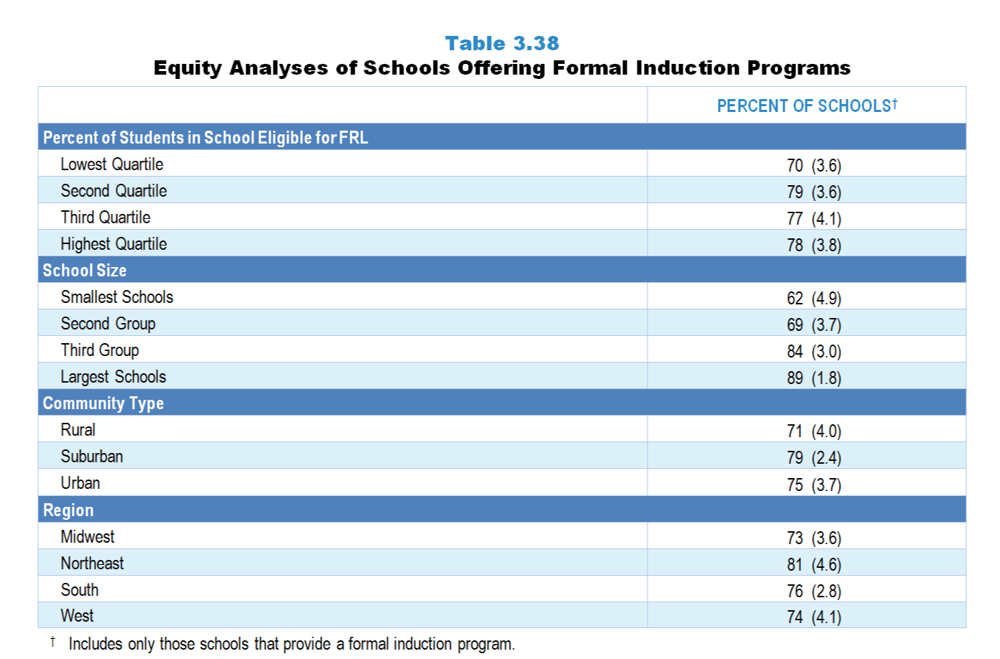 Table 3.38
Equity Analyses of Schools Offering Formal Induction Programs
PERCENT OF SCHOOLS†
Percent of Students in School Eligible for FRL
Lowest Quartile 70 (3.6)
Second Quartile 79 (3.6)
Third Quartile 77 (4.1)
Highest Quartile 78 (3.8)
School Size
Smallest Schools 62 (4.9)
Second Group 69 (3.7)
Third Group 84 (3.0)
Largest Schools 89 (1.8)
Community Type
Rural 71 (4.0)
Suburban 79 (2.4)
Urban 75 (3.7)
Region
Midwest 73 (3.6)
Northeast 81 (4.6)
South 76 (2.8)
West 74 (4.1)
† Includes only those schools that provide a formal induction program.